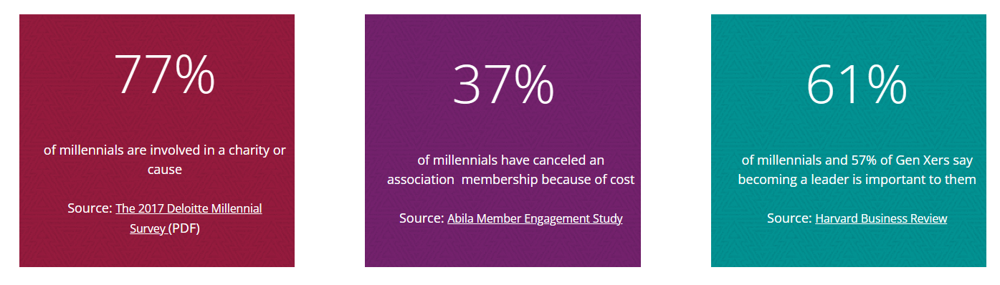 77%
of millennials are involved in a charity or
cause
Source: The 2017 Deloitte Millennial
Survey (PDF)
37%
of millennials have canceled an
association  membership because of cost
Source: Abila Member Engagement Study
61%
of millennials and 57% of Gen Xers say
becoming a leader is important to them
Source: Harvard Business Review